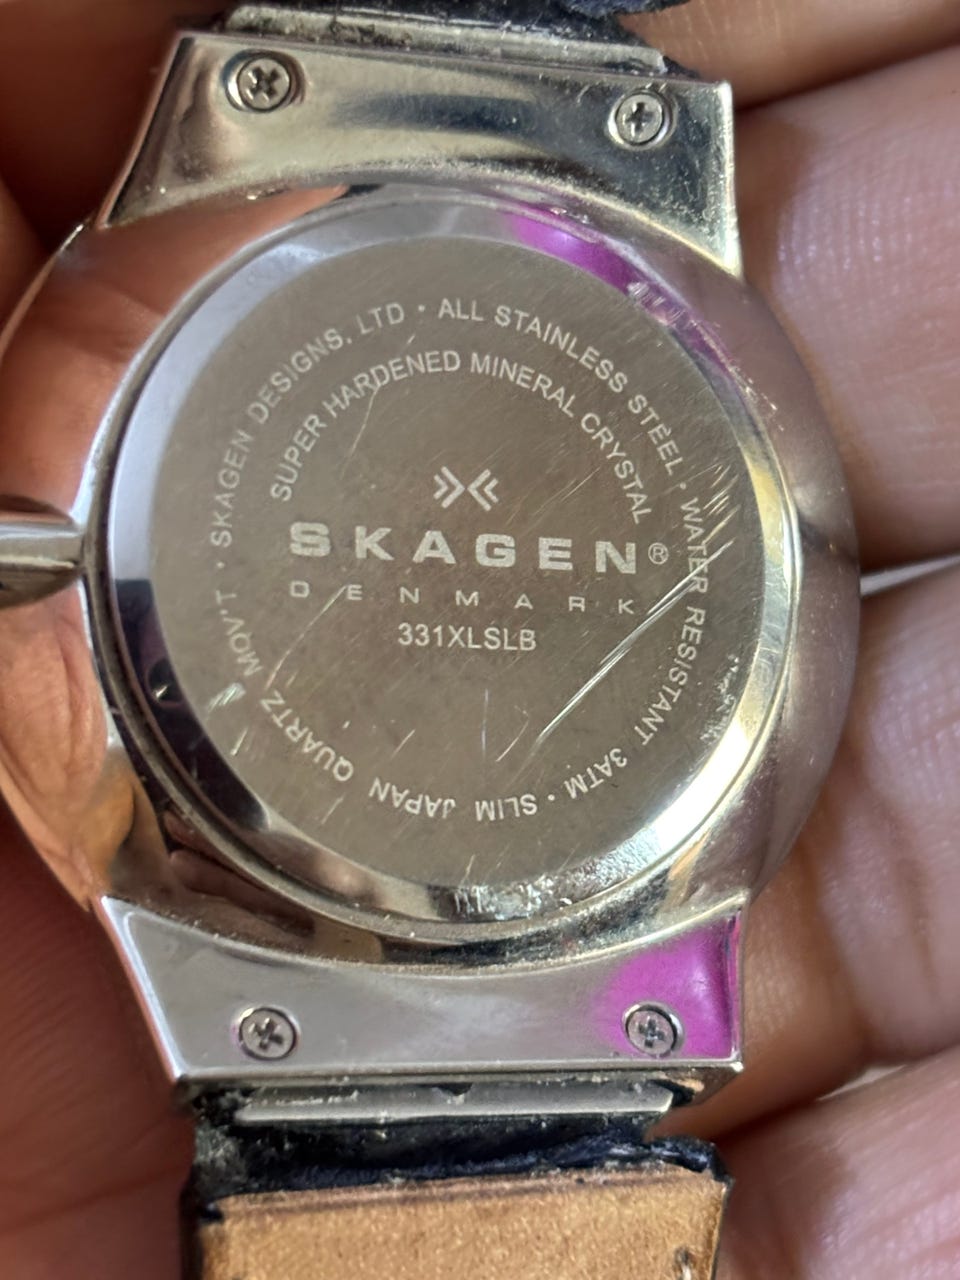 SKAGEN DESIGNS, LTD · ALL STAINLESS STEEL · WATER RESISTANT 3ATM · SLIM JAPAN QUARTZ MOV'T ·
SUPER HARDENED MINERAL CRYSTAL
SKAGEN®
DENMARK
331XLSLB